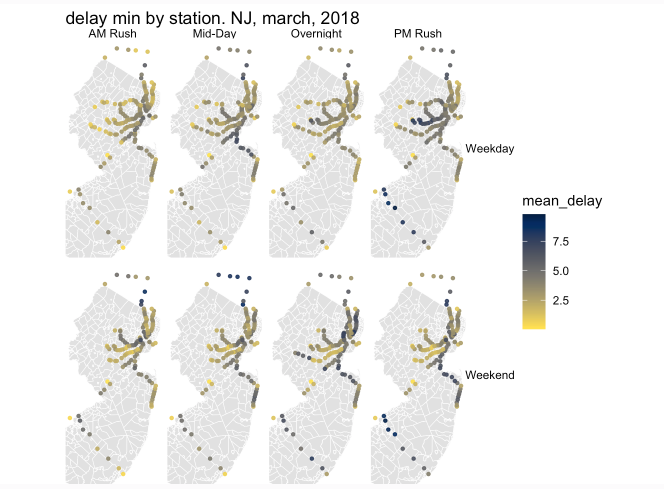 delay min by station. NJ, march, 2018
AM Rush
Mid-Day
Overnight
PM Rush
Weekday
mean_delay
7.5
5.0
2.5
Weekend